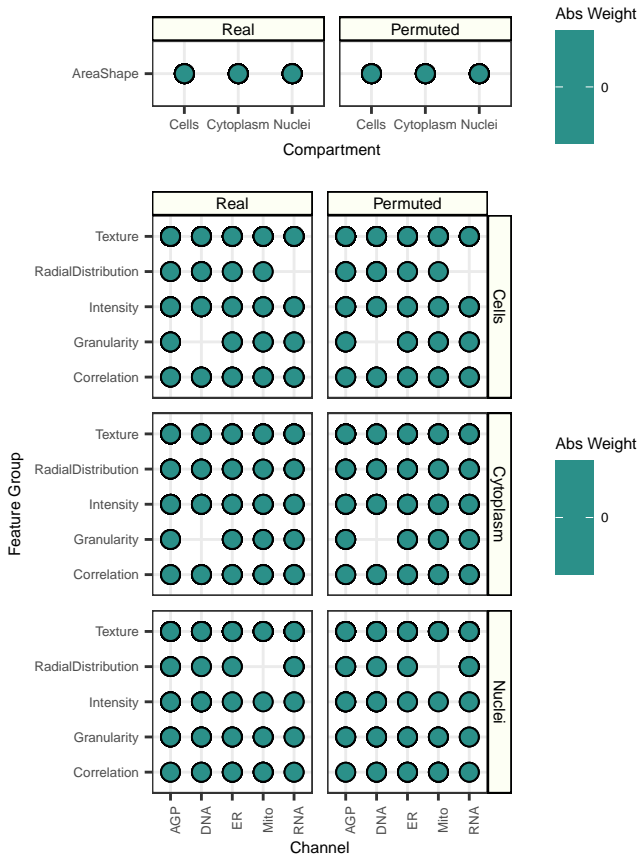 Real
Permuted
Abs Weight
0
AreaShape
Cells
Cytoplasm
Nuclei
Cells
Cytoplasm
Nuclei
Compartment
Real
Permuted
Texture
RadialDistribution
Intensity
Granularity
Correlation
Cells
Texture
RadialDistribution
Intensity
Granularity
Correlation
Cytoplasm
Texture
RadialDistribution
Intensity
Granularity
Correlation
Nuclei
Feature Group
Abs Weight
0
AGP
DNA
ER
Mito
RNA
AGP
DNA
ER
Mito
RNA
Channel